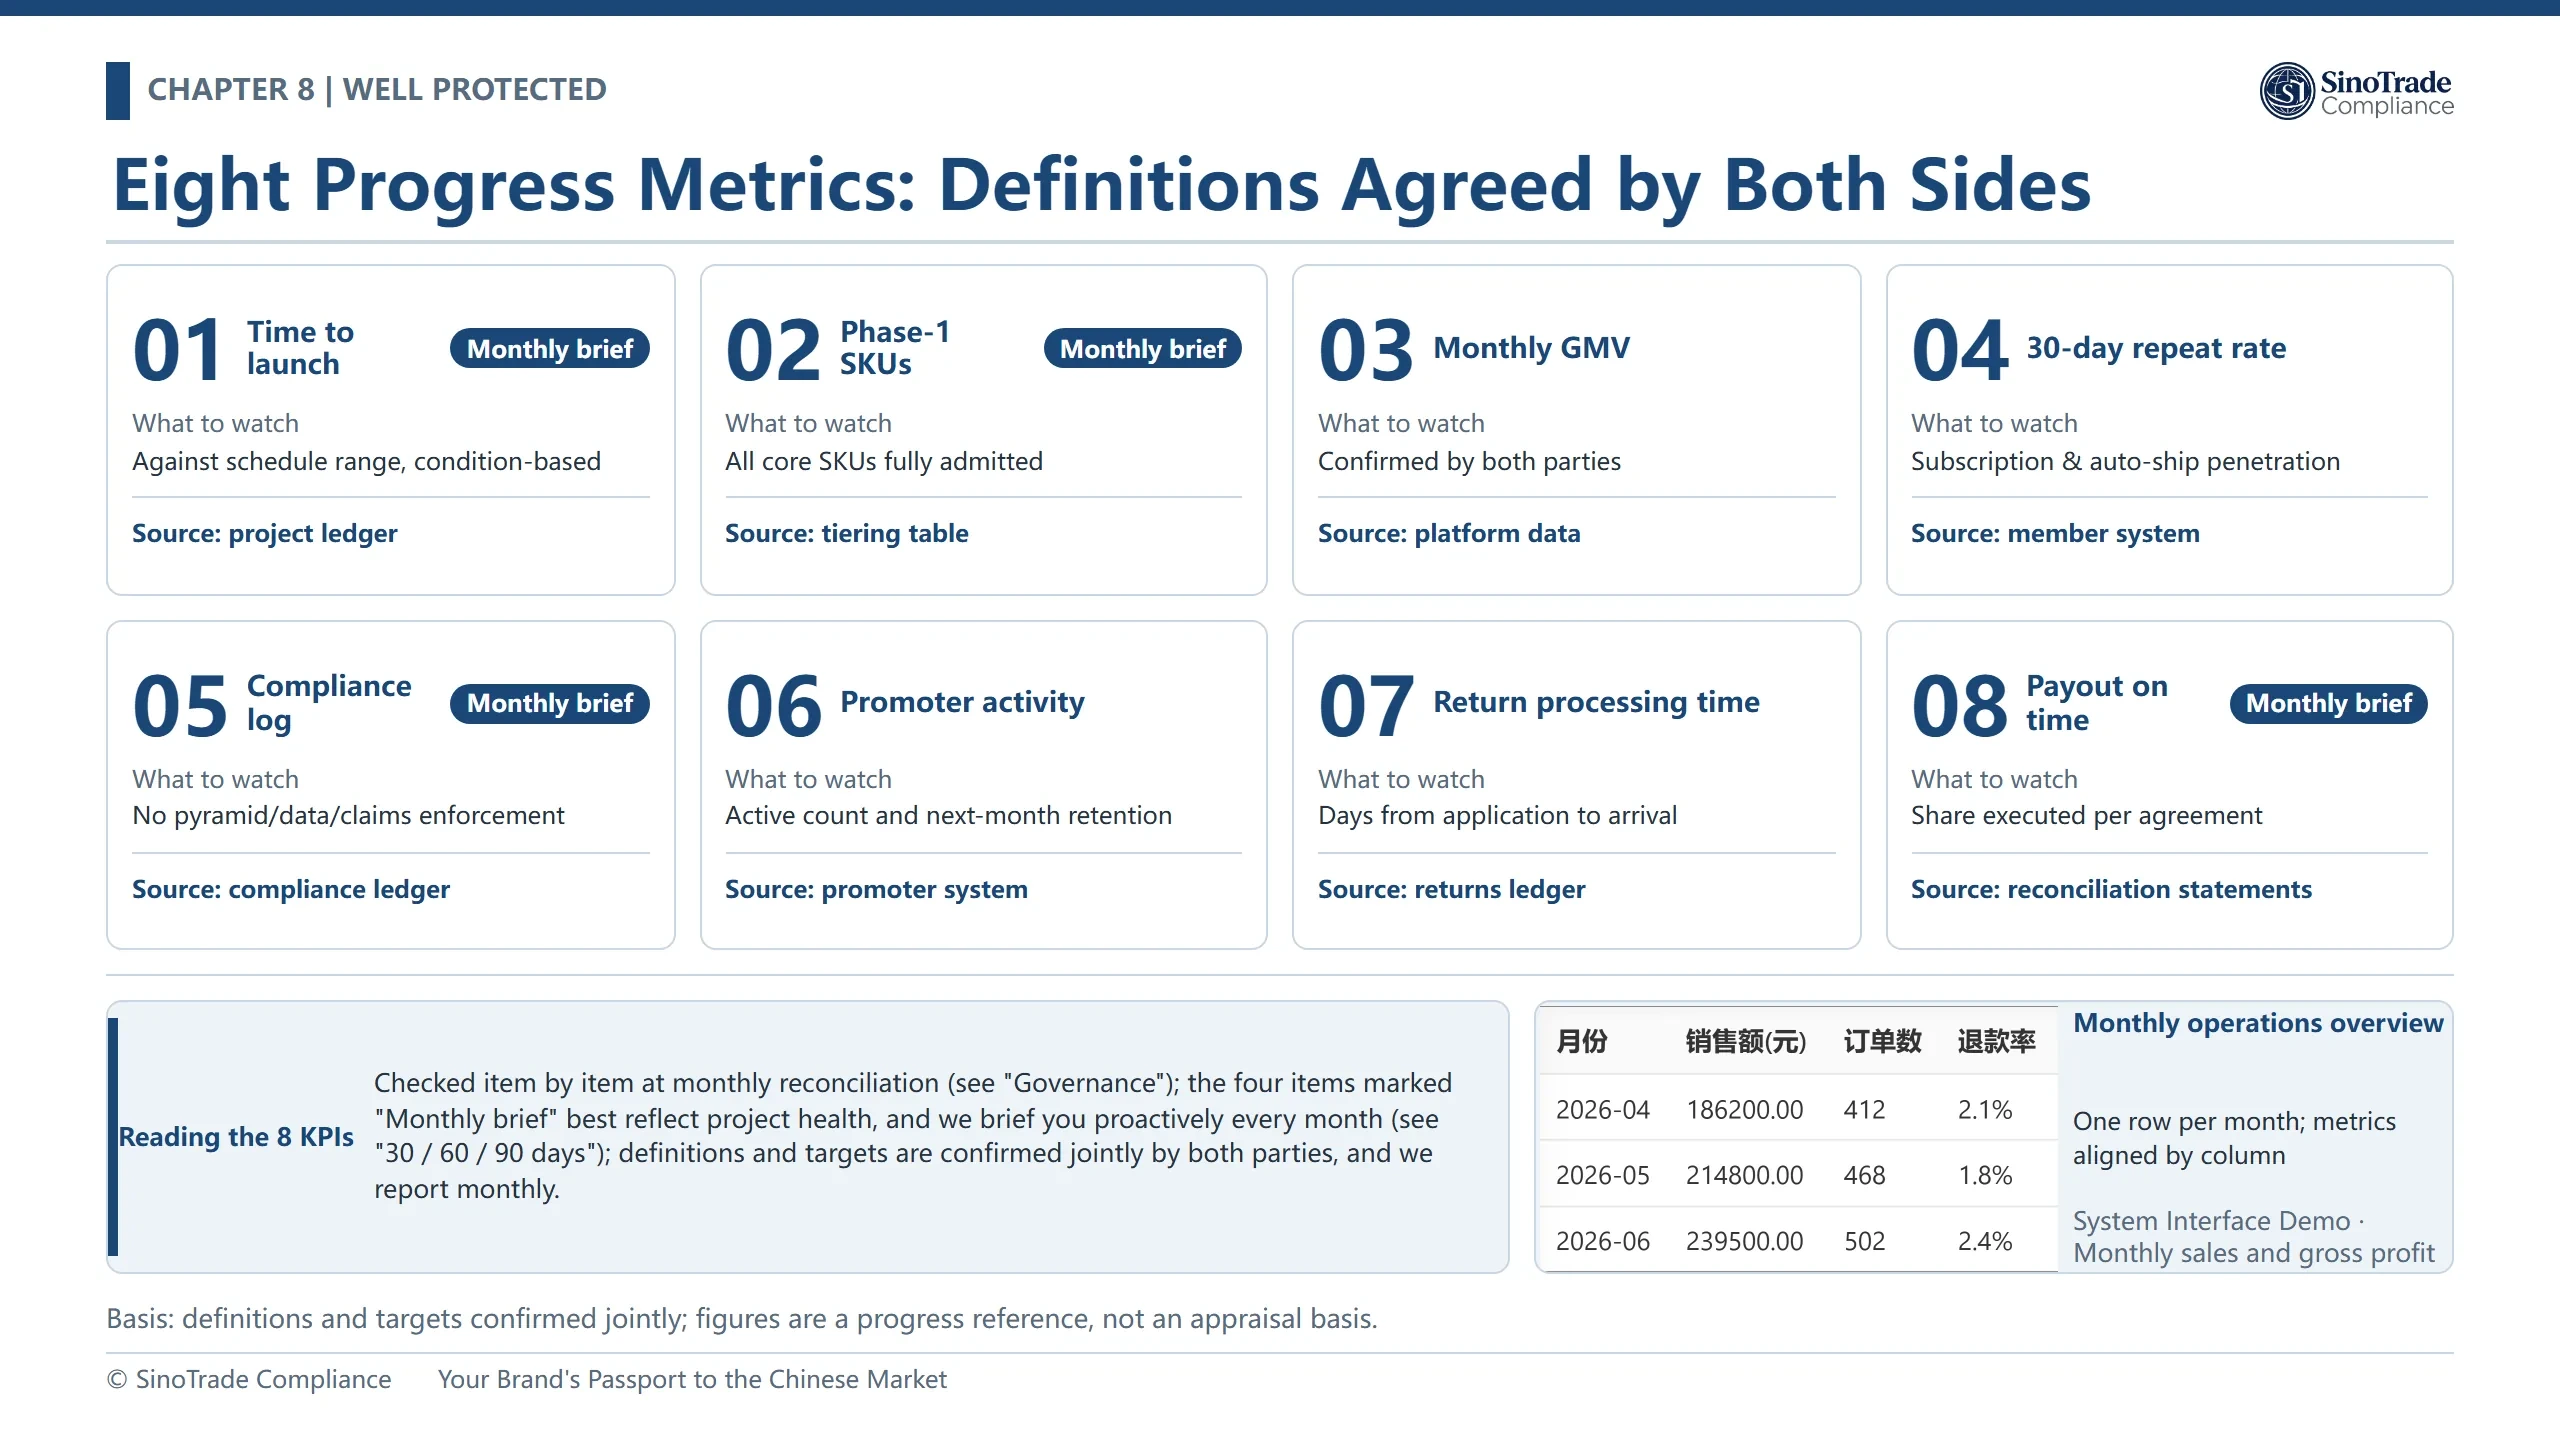 CHAPTER 8 | WELL PROTECTED
SinoTrade
Compliance
Eight Progress Metrics: Definitions Agreed by Both Sides
01
Time to
launch
Monthly brief
What to watch
Against schedule range, condition-based
Source: project ledger
02
Phase-1
SKUs
Monthly brief
What to watch
All core SKUs fully admitted
Source: tiering table
03
Monthly GMV
What to watch
Confirmed by both parties
Source: platform data
04
30-day repeat rate
What to watch
Subscription & auto-ship penetration
Source: member system
05
Compliance
log
Monthly brief
What to watch
No pyramid/data/claims enforcement
Source: compliance ledger
06
Promoter activity
What to watch
Active count and next-month retention
Source: promoter system
07
Return processing time
What to watch
Days from application to arrival
Source: returns ledger
08
Payout on
time
Monthly brief
What to watch
Share executed per agreement
Source: reconciliation statements
Reading the 8 KPIs
Checked item by item at monthly reconciliation (see "Governance"); the four items marked
"Monthly brief" best reflect project health, and we brief you proactively every month (see
"30 / 60 / 90 days"); definitions and targets are confirmed jointly by both parties, and we
report monthly.
月份 销售额(元) 订单数 退款率
2026-04 186200.00 412 2.1%
2026-05 214800.00 468 1.8%
2026-06 239500.00 502 2.4%
Monthly operations overview
One row per month; metrics
aligned by column
System Interface Demo ·
Monthly sales and gross profit
Basis: definitions and targets confirmed jointly; figures are a progress reference, not an appraisal basis.
© SinoTrade Compliance Your Brand's Passport to the Chinese Market